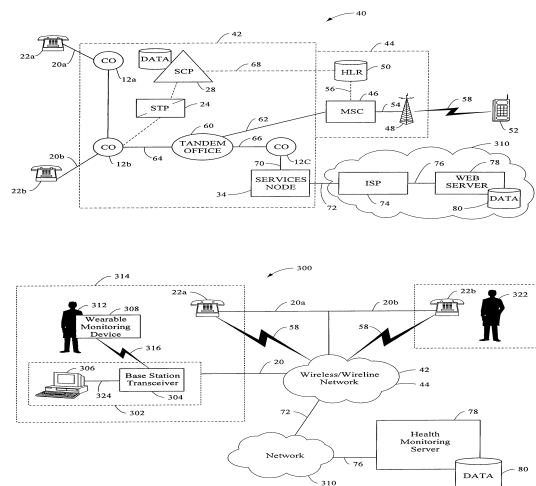 40
42
22a
DATA
44
20a
CO
SCP
68
HLR
50
12a
28
56
46
58
STP
24
62
MSC
54
60
48
52
CO
TANDEM
OFFICE
66
CO
310
20b
12b
64
70
12C
76
78
22b
SERVICES
NODE
ISP
WEB
SERVER
34
72
74
80
DATA
300
314
22a
22b
322
312
308
20a
20b
Wearable
Monitoring
Device
58
58
316
306
20
Wireless/Wireline
Network
42
44
Base Station
Transceiver
324
304
72
78
302
Health
Monitoring
Server
Network
80
76
310
DATA